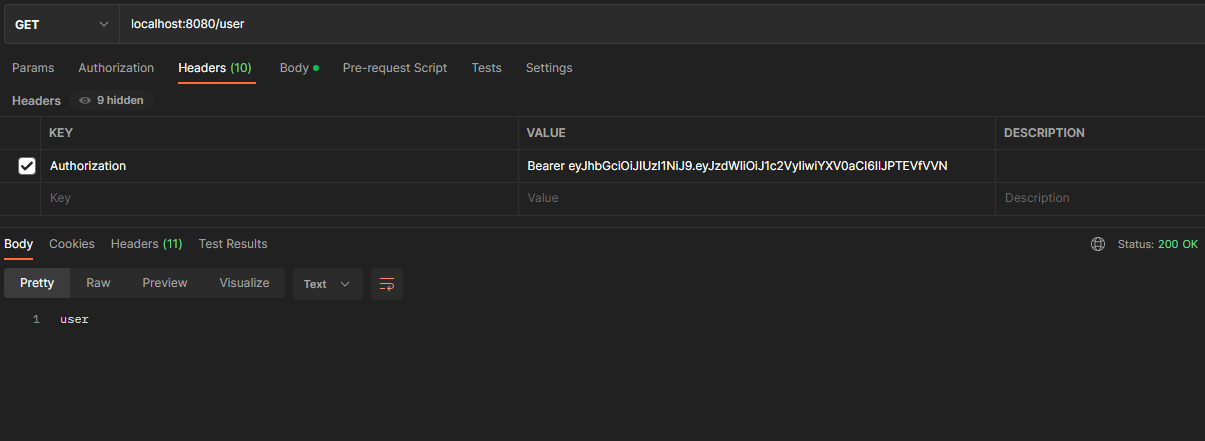 GET localhost:8080/user
Params Authorization Headers (10) Body Pre-request Script Tests Settings
Headers 9 hidden
KEY VALUE DESCRIPTION
Authorization Bearer eyJhbGciOiJIUzI1NiJ9.eyJzdWIiOiJ1c2VyIiwiYXV0aCI6IlJPTEVfVVN
Key Value Description
Body Cookies Headers (11) Test Results Status: 200 OK
Pretty Raw Preview Visualize Text
1 user